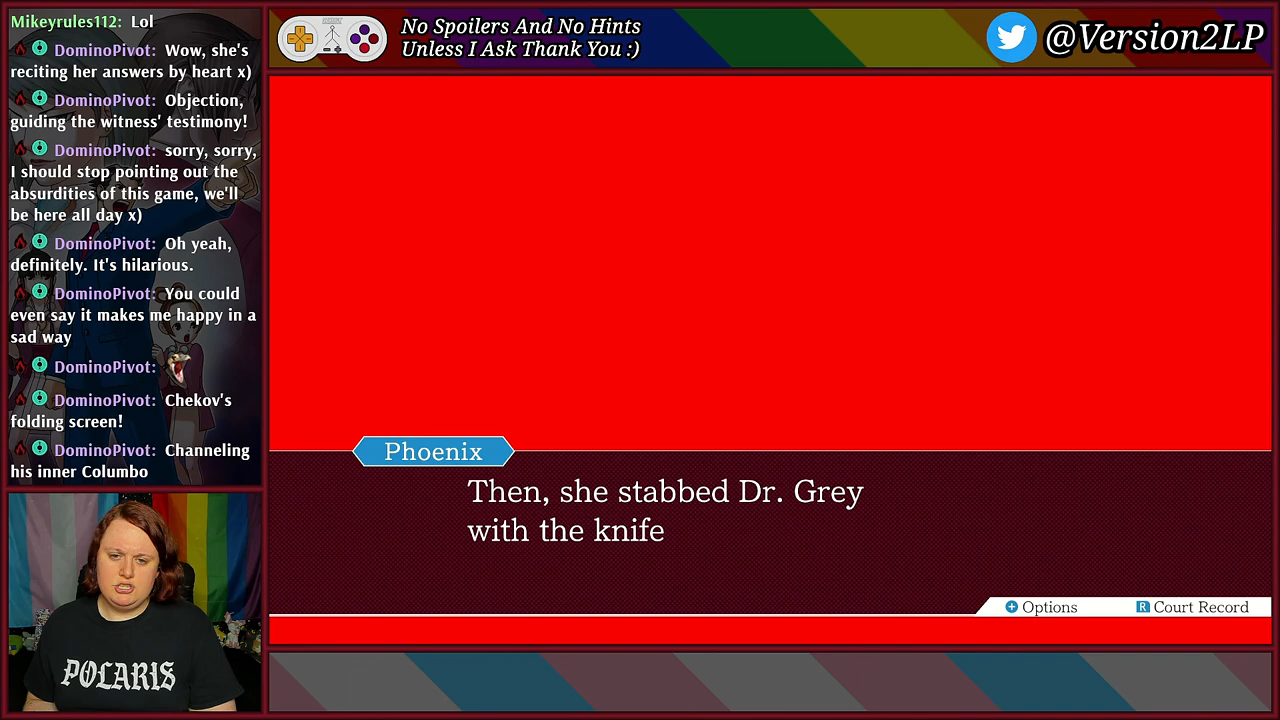 Mikeyrules112: Lol
DominoPivot: Wow, she's
reciting her answers by heart x)
DominoPivot: Objection,
guiding the witness' testimony!
DominoPivot: sorry, sorry,
I should stop pointing out the
absurdities of this game, we'll
be here all day x)
DominoPivot: Oh yeah,
definitely. It's hilarious.
DominoPivot: You could
even say it makes me happy in a
sad way
DominoPivot:
DominoPivot: Chekov's
folding screen!
DominoPivot: Channeling
his inner Columbo
No Spoilers And No Hints
Unless I Ask Thank You :)
@Version2LP
Phoenix
Then, she stabbed Dr. Grey
with the knife
Options
R Court Record
POLARIS